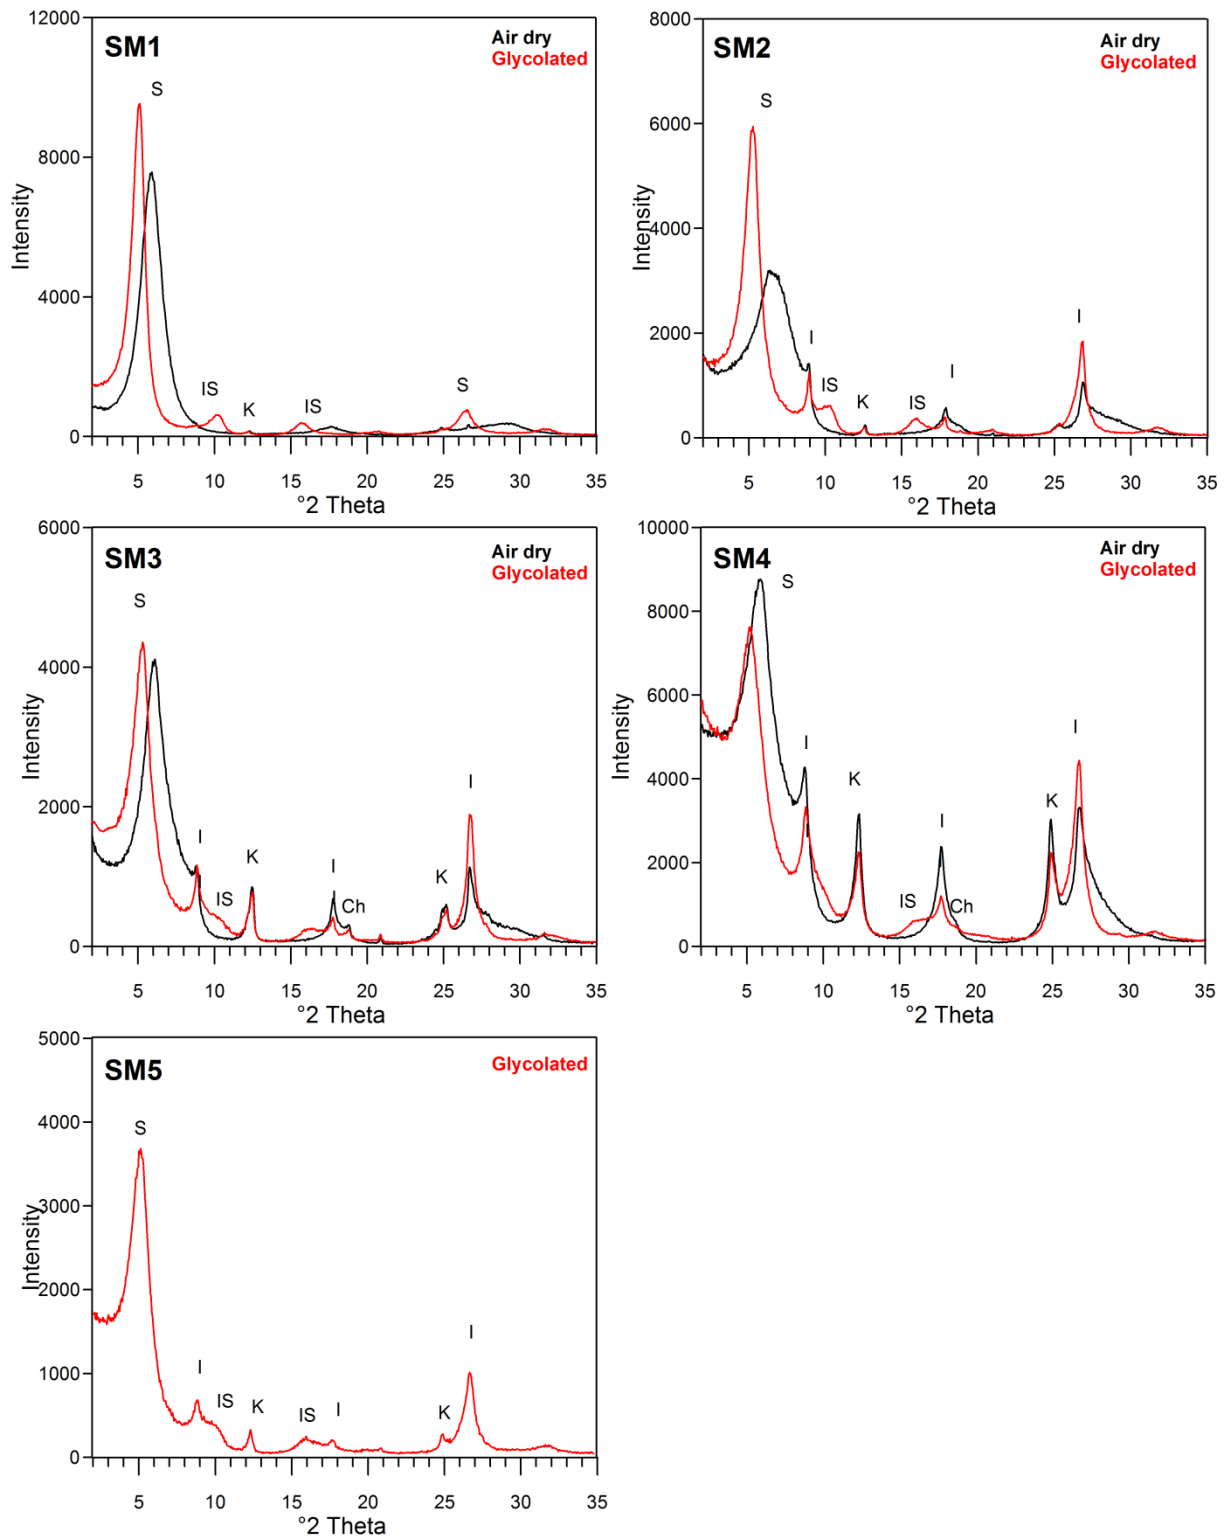 SM1
Air dry
Glycolated
12000
8000
4000
0
Intensity
S
IS
K
IS
S
5 10 15 20 25 30 35
°2 Theta
SM2
Air dry
Glycolated
8000
6000
4000
2000
0
Intensity
S
I
IS
K
IS
I
I
5 10 15 20 25 30 35
°2 Theta
SM3
Air dry
Glycolated
6000
4000
2000
0
Intensity
S
I
IS
K
I
Ch
K
I
5 10 15 20 25 30 35
°2 Theta
SM4
Air dry
Glycolated
10000
8000
6000
4000
2000
0
Intensity
S
I
K
IS
I
Ch
K
I
5 10 15 20 25 30 35
°2 Theta
SM5
Glycolated
5000
4000
3000
2000
1000
0
Intensity
S
I
IS
K
IS
I
K
I
5 10 15 20 25 30 35
°2 Theta